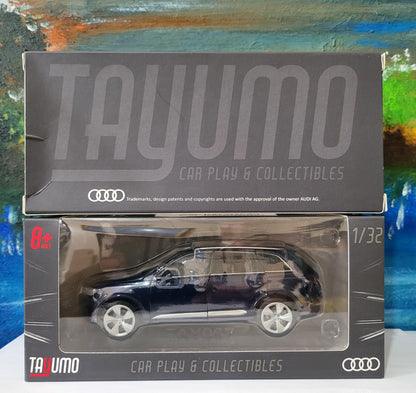 TAYUMO
CAR PLAY & COLLECTIBLES
Trademarks, design patents and copyrights are used with the approval of the owner AUDI AG.
8+
1/32
TAYUMO
CAR PLAY & COLLECTIBLES